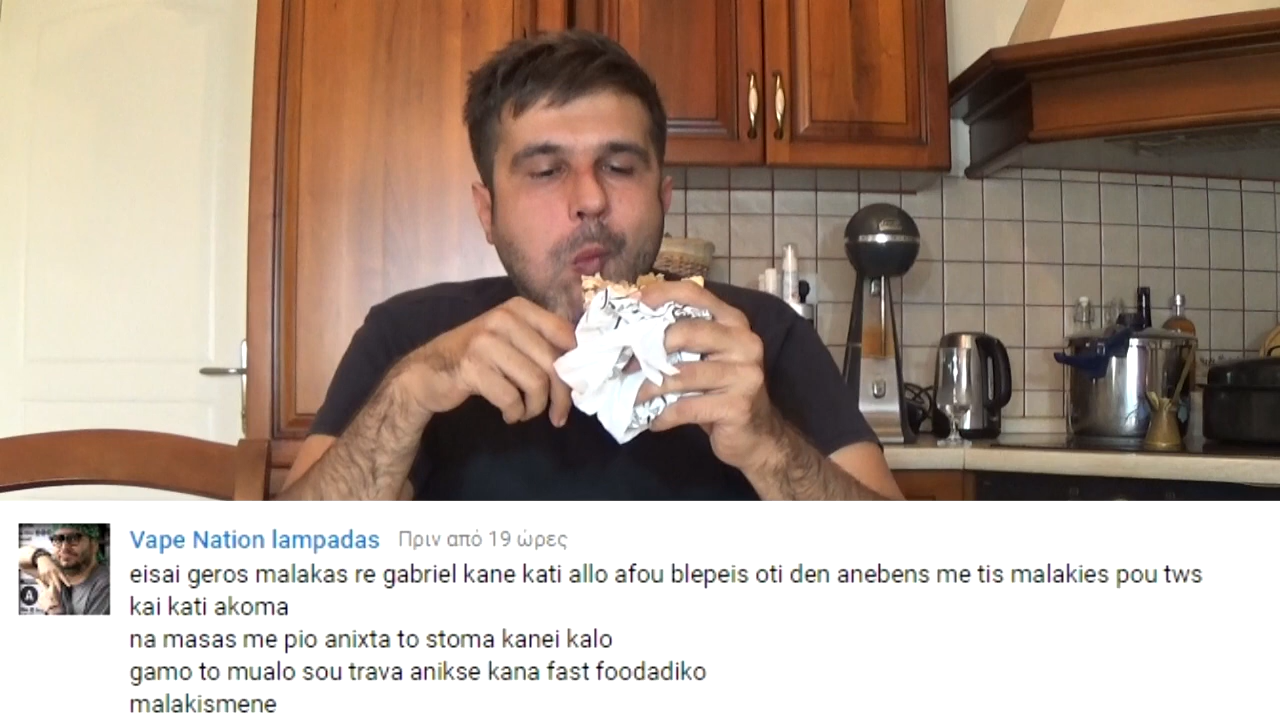 Vape Nation lampadas Πριν από 19 ώρες
eisai geros malakas re gabriel kane kati allo afou blepeis oti den anebens me tis malakies pou tws
kai kati akoma
na masas me pio anixta to stoma kanei kalo
gamo to mualo sou trava anikse kana fast foodadiko
malakismene